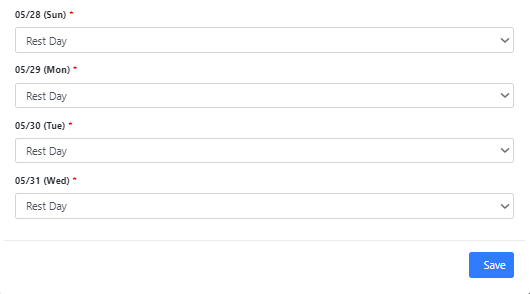 05/28 (Sun) *
Rest Day
05/29 (Mon) *
Rest Day
05/30 (Tue) *
Rest Day
05/31 (Wed) *
Rest Day
Save